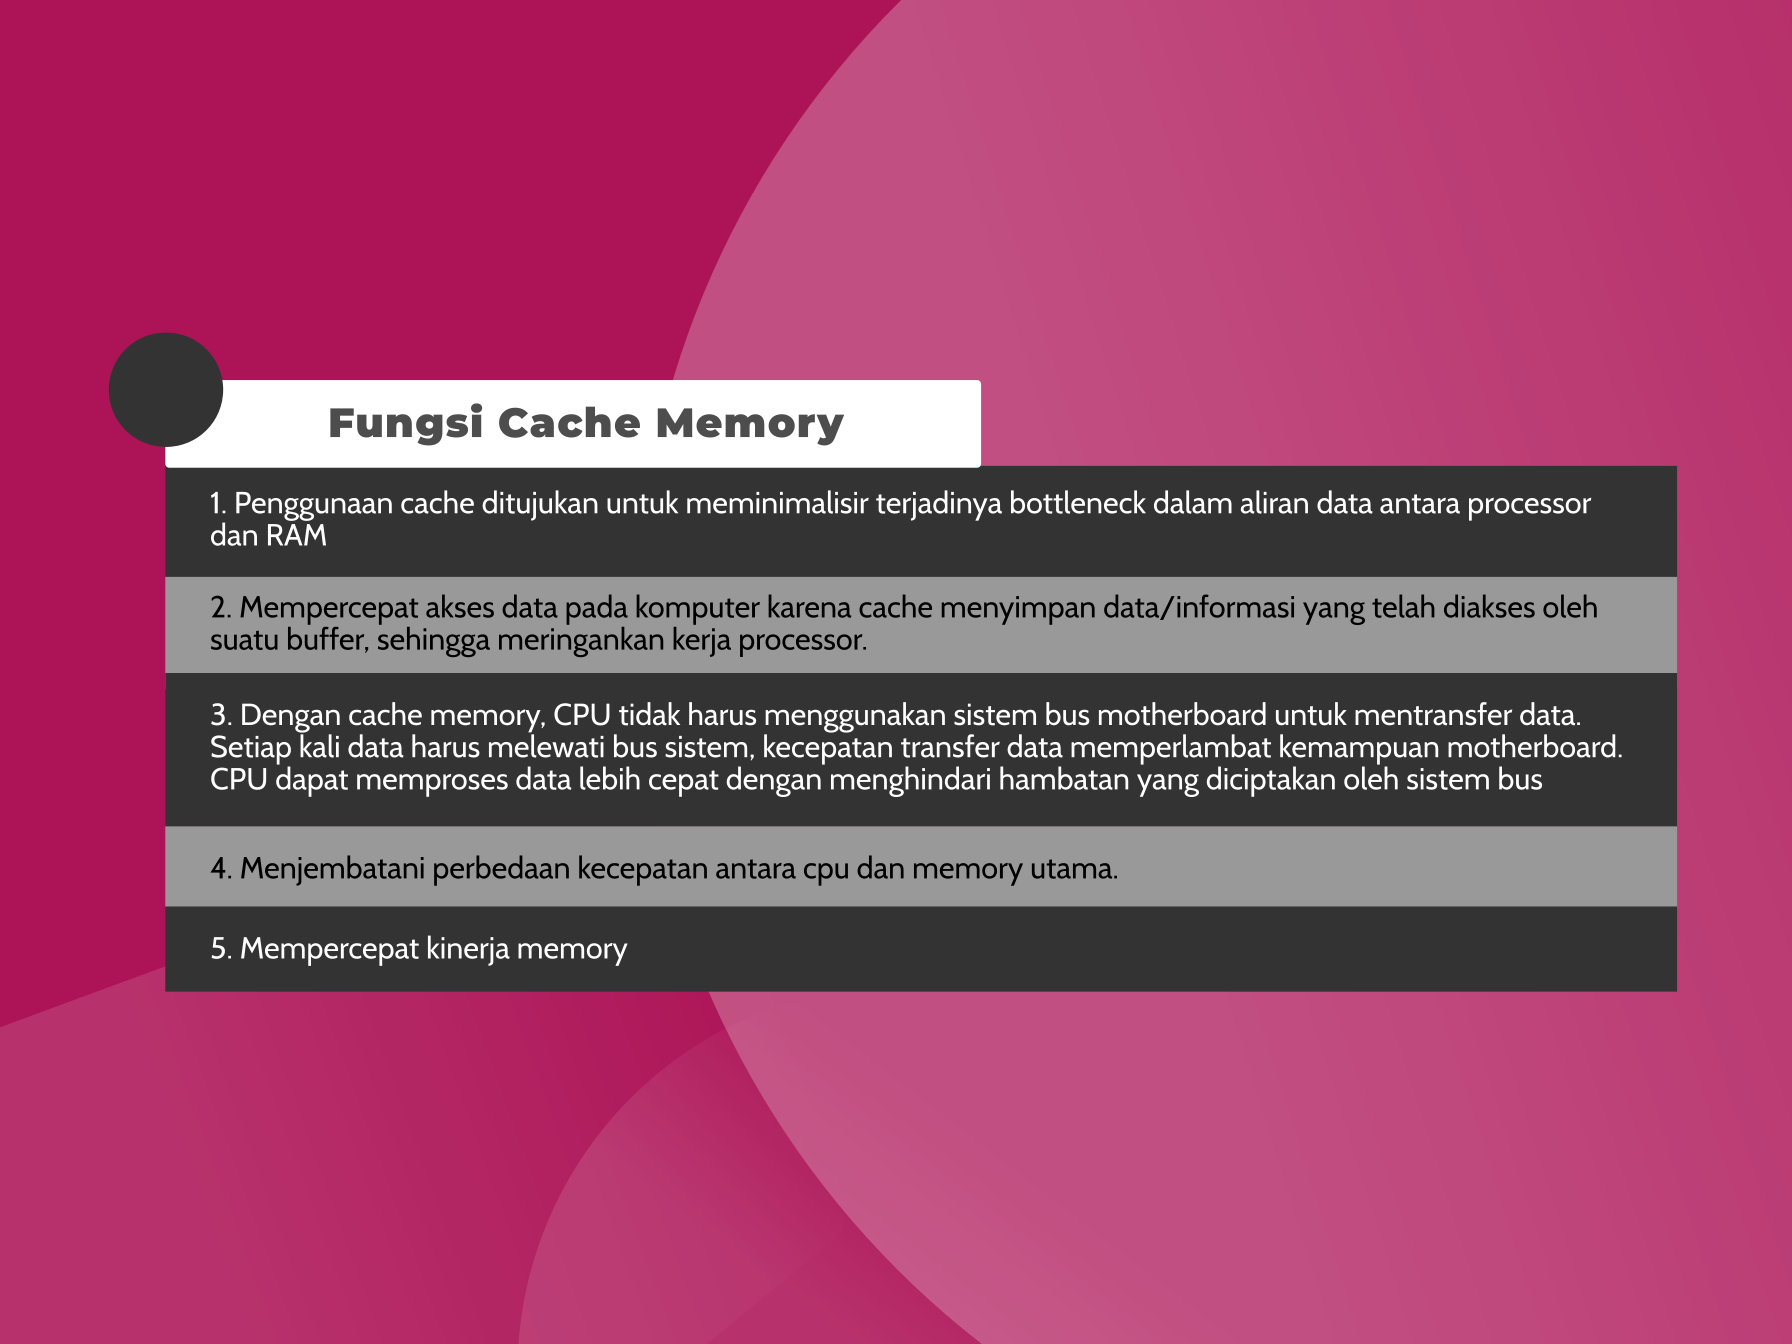 Fungsi Cache Memory
1. Penggunaan cache ditujukan untuk meminimalisir terjadinya bottleneck dalam aliran data antara processor
dan RAM
2. Mempercepat akses data pada komputer karena cache menyimpan data/informasi yang telah diakses oleh
suatu buffer, sehingga meringankan kerja processor.
3. Dengan cache memory, CPU tidak harus menggunakan sistem bus motherboard untuk mentransfer data.
Setiap kali data harus melewati bus sistem, kecepatan transfer data memperlambat kemampuan motherboard.
CPU dapat memproses data lebih cepat dengan menghindari hambatan yang diciptakan oleh sistem bus
4. Menjembatani perbedaan kecepatan antara cpu dan memory utama.
5. Mempercepat kinerja memory